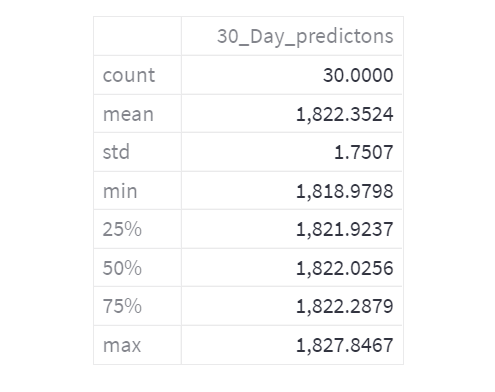 30_Day_predictons
count 30.0000
mean 1,822.3524
std 1.7507
min 1,818.9798
25% 1,821.9237
50% 1,822.0256
75% 1,822.2879
max 1,827.8467